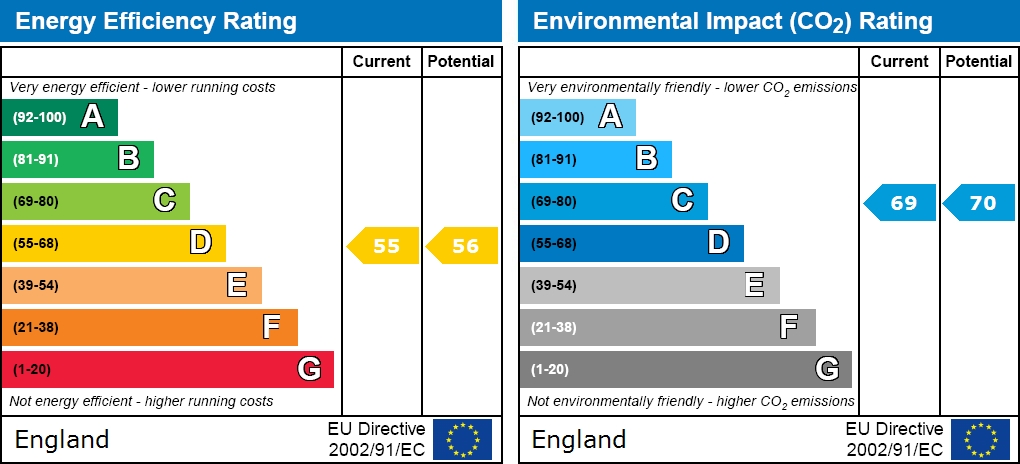 Energy Efficiency Rating
Current Potential
Very energy efficient - lower running costs
(92-100) A
(81-91) B
(69-80) C
(55-68) D
55 56
(39-54) E
(21-38) F
(1-20) G
Not energy efficient - higher running costs
England
EU Directive
2002/91/EC
Environmental Impact (CO2) Rating
Current Potential
Very environmentally friendly - lower CO2 emissions
(92-100) A
(81-91) B
(69-80) C
69 70
(55-68) D
(39-54) E
(21-38) F
(1-20) G
Not environmentally friendly - higher CO2 emissions
England
EU Directive
2002/91/EC